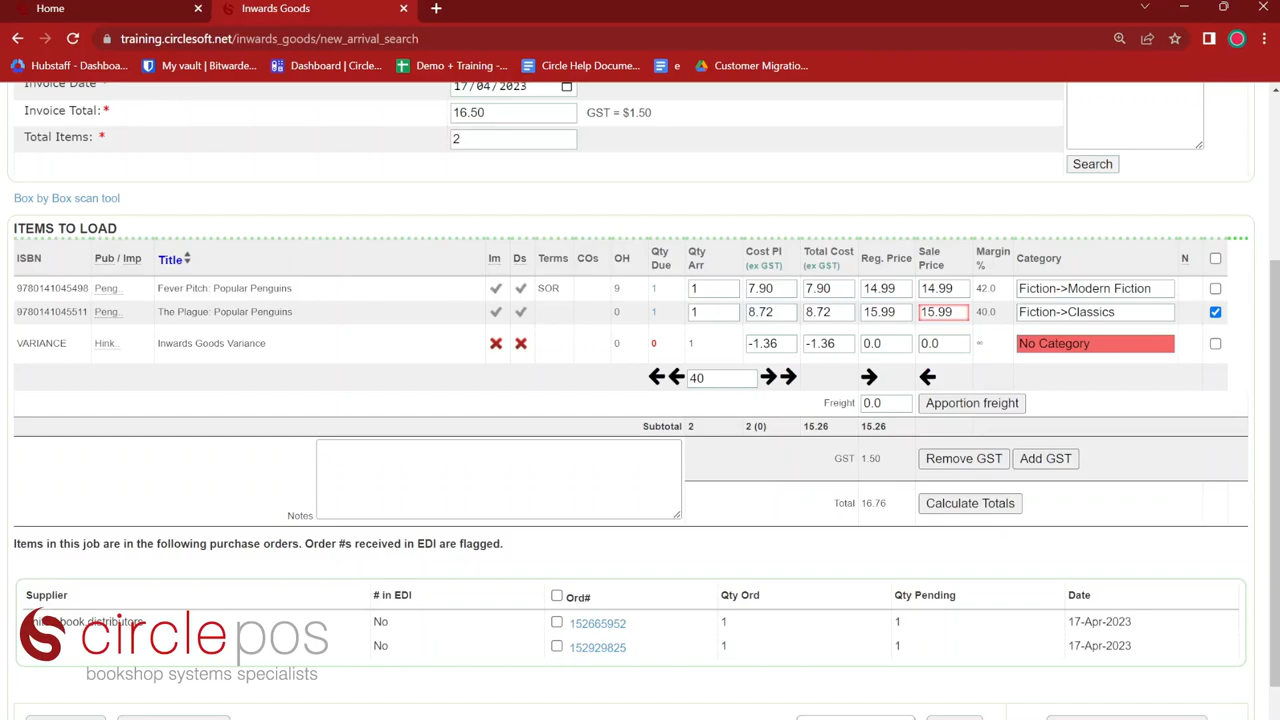 Home
Inwards Goods
training.circlesoft.net/inwards_goods/new_arrival_search
Hubstaff - Dashboa... My vault | Bitwarde... Dashboard | Circle... Demo + Training -... Circle Help Docume... e Customer Migratio...
Invoice Date * 17/04/2023
Invoice Total: * 16.50 GST = $1.50
Total Items: * 2
Search
Box by Box scan tool
ITEMS TO LOAD
ISBN Pub / Imp Title Im Ds Terms COs OH Qty Due Qty Arr Cost PI (ex GST) Total Cost (ex GST) Reg. Price Sale Price Margin % Category N
9780141045498 Peng.. Fever Pitch: Popular Penguins SOR 9 1 1 7.90 7.90 14.99 14.99 42.0 Fiction->Modern Fiction
9780141045511 Peng.. The Plague: Popular Penguins 0 1 1 8.72 8.72 15.99 15.99 40.0 Fiction->Classics
VARIANCE Hink.. Inwards Goods Variance 0 0 1 -1.36 -1.36 0.0 0.0 ∞ No Category
40
Freight 0.0 Apportion freight
Subtotal 2 2 (0) 15.26 15.26
GST 1.50 Remove GST Add GST
Notes
Total 16.76 Calculate Totals
Items in this job are in the following purchase orders. Order #s received in EDI are flagged.
Supplier # in EDI Ord# Qty Ord Qty Pending Date
book distributors No 152665952 1 1 17-Apr-2023
No 152929825 1 1 17-Apr-2023
circlepos
bookshop systems specialists